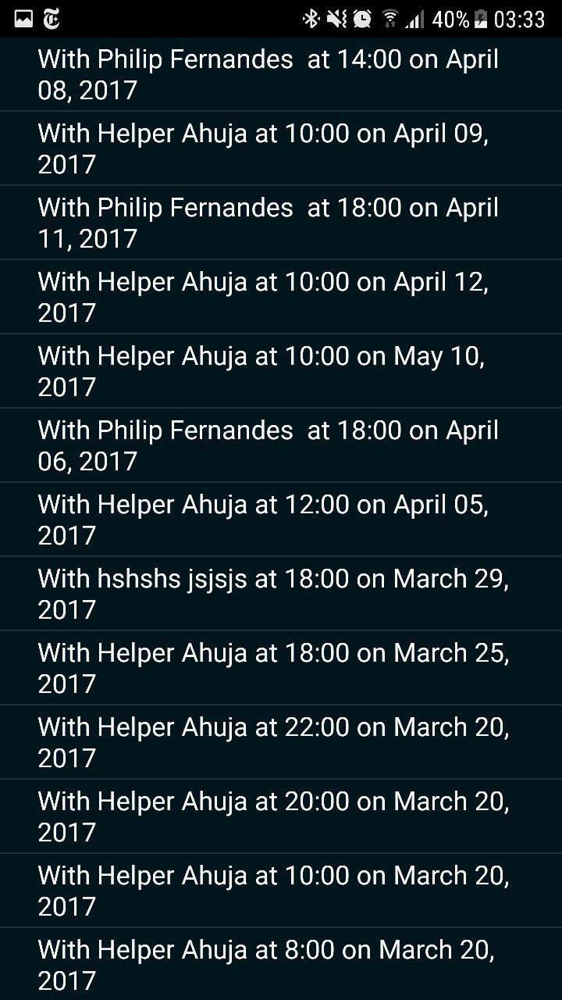 40% 03:33
With Philip Fernandes  at 14:00 on April
08, 2017
With Helper Ahuja at 10:00 on April 09,
2017
With Philip Fernandes  at 18:00 on April
11, 2017
With Helper Ahuja at 10:00 on April 12,
2017
With Helper Ahuja at 10:00 on May 10,
2017
With Philip Fernandes  at 18:00 on April
06, 2017
With Helper Ahuja at 12:00 on April 05,
2017
With hshshs jsjsjs at 18:00 on March 29,
2017
With Helper Ahuja at 18:00 on March 25,
2017
With Helper Ahuja at 22:00 on March 20,
2017
With Helper Ahuja at 20:00 on March 20,
2017
With Helper Ahuja at 10:00 on March 20,
2017
With Helper Ahuja at 8:00 on March 20,
2017